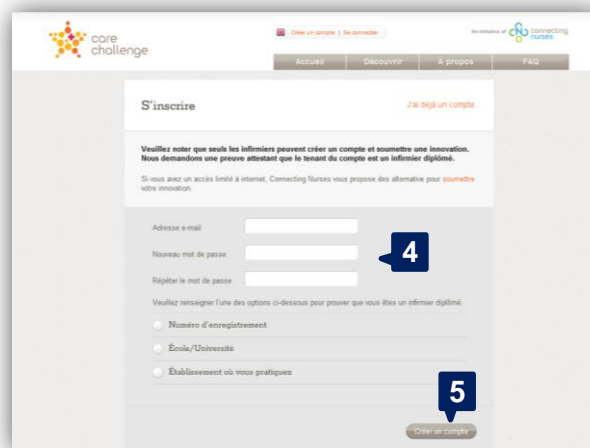 care
challenge
Créer un compte | Se connecter
An initiative of connecting
nurses
Accueil Découvrir À propos FAQ
S'inscrire J'ai déjà un compte
Veuillez noter que seuls les infirmiers peuvent créer un compte et soumettre une innovation.
Nous demandons une preuve attestant que le tenant du compte est un infirmier diplômé.
Si vous avez un accès limité à internet, Connecting Nurses vous propose des alternative pour soumettre
votre innovation.
Adresse e-mail
Nouveau mot de passe
4
Répéter le mot de passe
Veuillez renseigner l'une des options ci-dessous pour prouver que vous êtes un infirmier diplômé.
Numéro d'enregistrement
École/Université
Établissement où vous pratiquez
5
Créer un compte